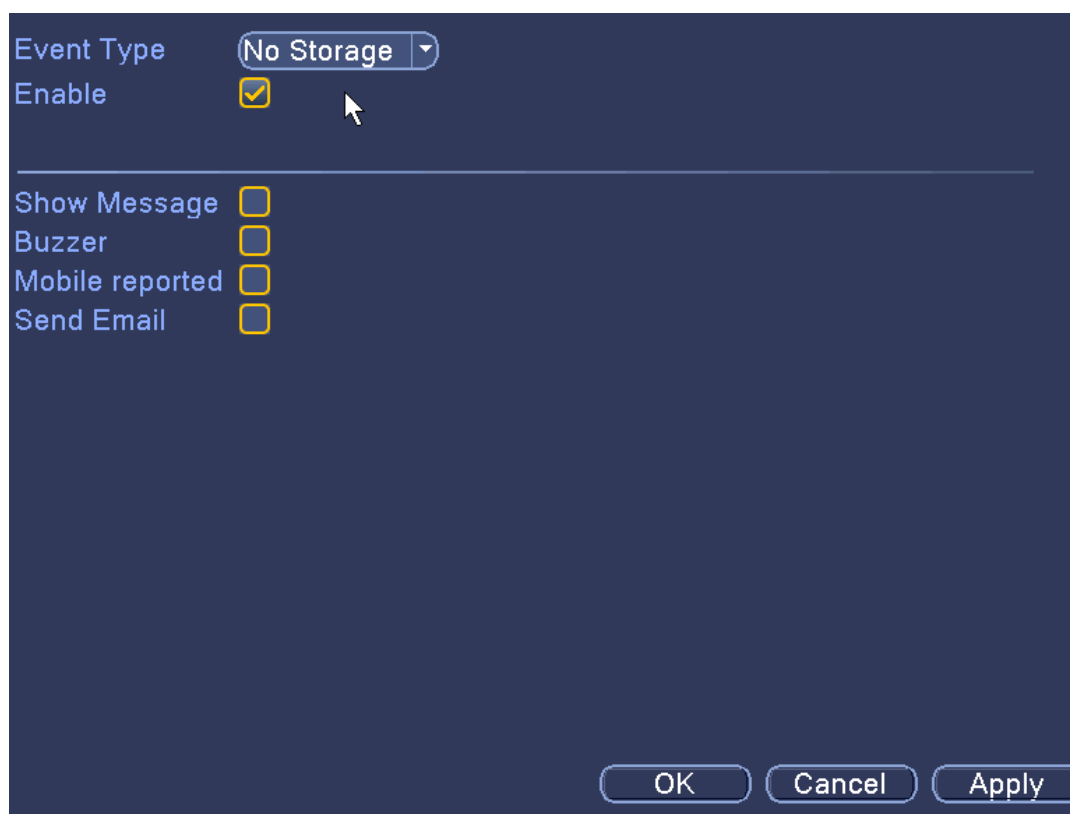 Event Type No Storage
Enable
Show Message
Buzzer
Mobile reported
Send Email
OK Cancel Apply